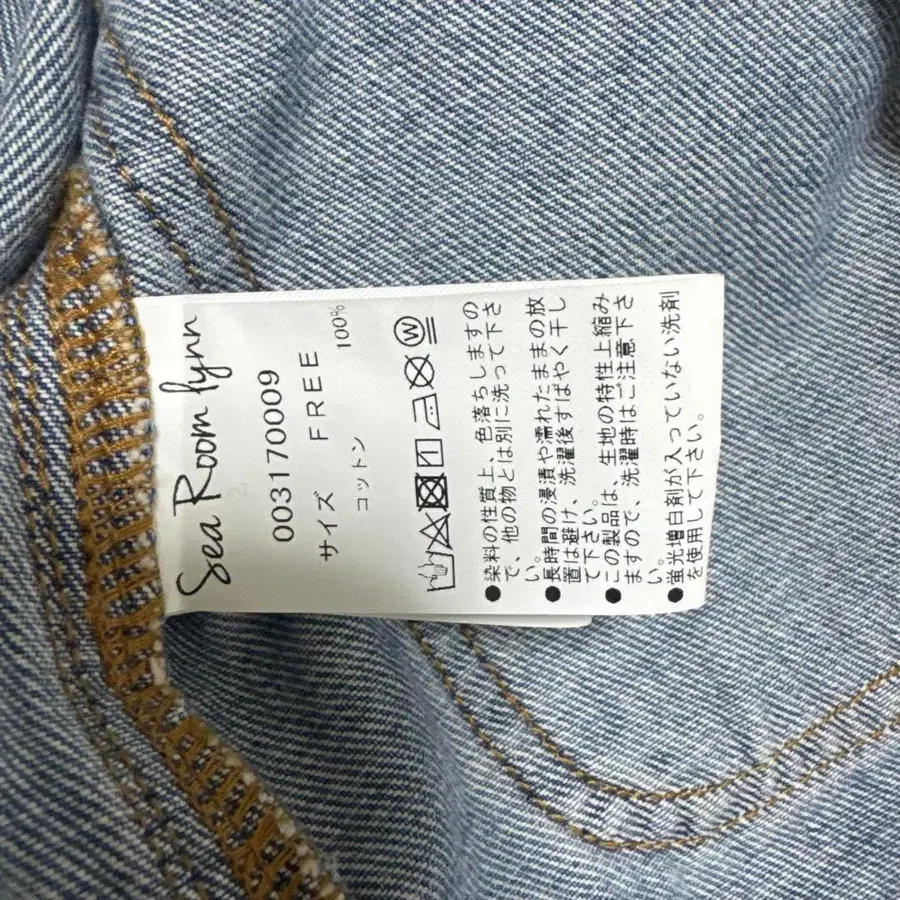 Sea Room lynn
003170009
サイズ FREE
コットン 100%
●染料の性質上、色落ちしますの
で、他の物とは別に洗って下さ
い。
●長時間の浸漬や濡れたままの放
置は避け、洗濯後すばやく干し
て下さい。
●この製品は、生地の特性上縮み
ますので、洗濯時はご注意下さ
い。
●蛍光増白剤が入っていない洗剤
を使用して下さい。